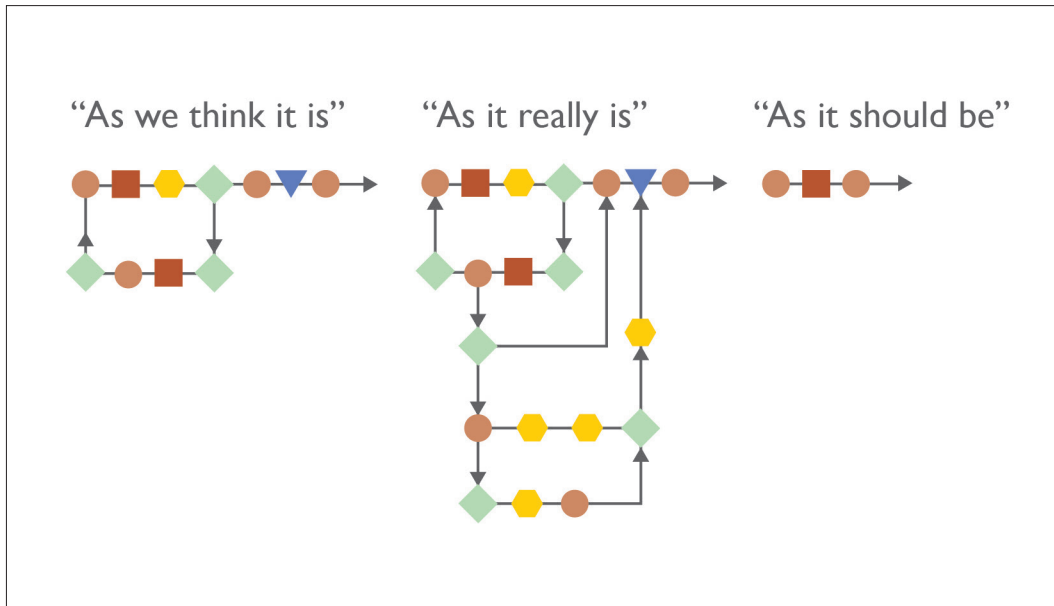 “As we think it is”
“As it really is”
“As it should be”